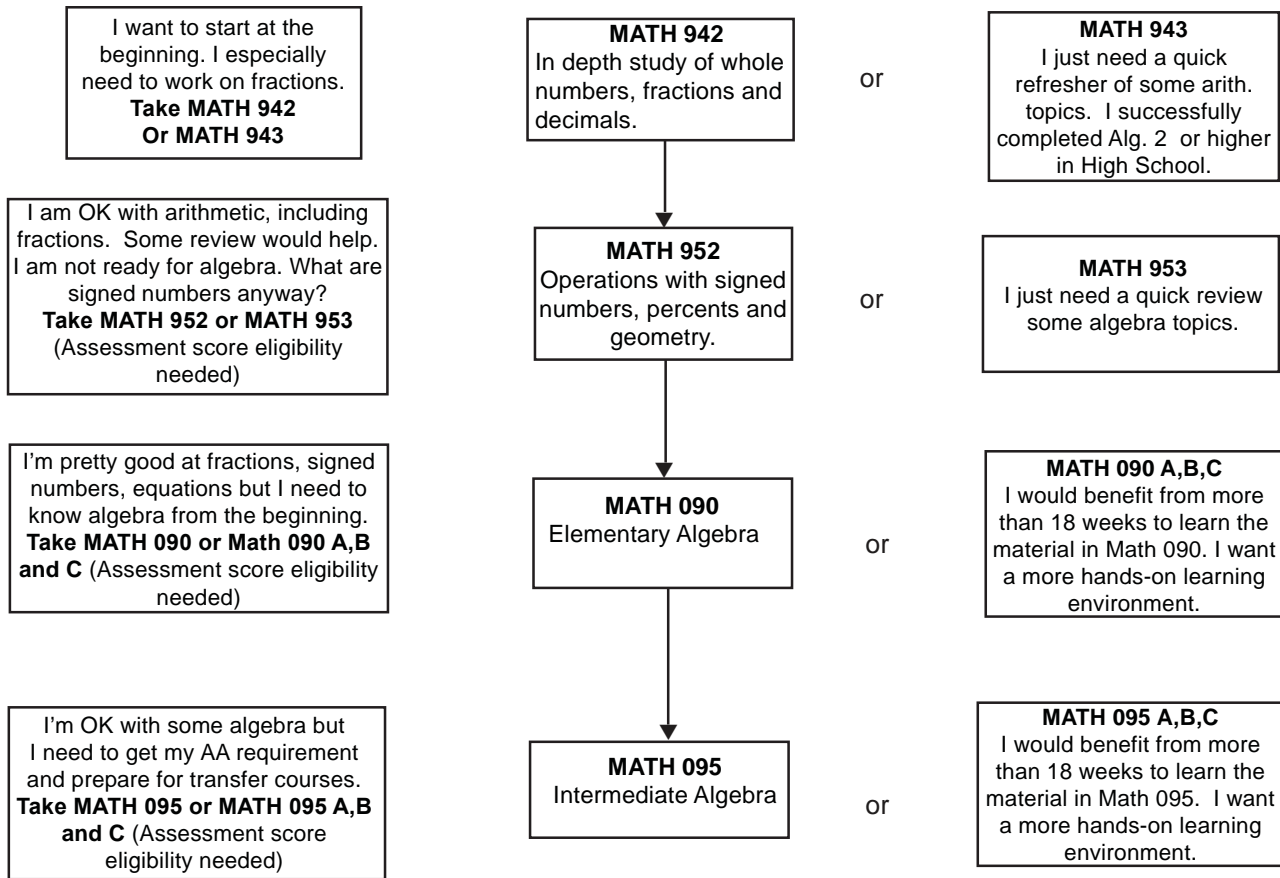 I want to start at the
beginning. I especially
need to work on fractions.
Take MATH 942
Or MATH 943
MATH 942
In depth study of whole
numbers, fractions and
decimals.
or
MATH 943
I just need a quick
refresher of some arith.
topics. I successfully
completed Alg. 2 or higher
in High School.
I am OK with arithmetic, including
fractions. Some review would help.
I am not ready for algebra. What are
signed numbers anyway?
Take MATH 952 or MATH 953
(Assessment score eligibility
needed)
MATH 952
Operations with signed
numbers, percents and
geometry.
or
MATH 953
I just need a quick review
some algebra topics.
I'm pretty good at fractions, signed
numbers, equations but I need to
know algebra from the beginning.
Take MATH 090 or Math 090 A,B
and C (Assessment score eligibility
needed)
MATH 090
Elementary Algebra
or
MATH 090 A,B,C
I would benefit from more
than 18 weeks to learn the
material in Math 090. I want
a more hands-on learning
environment.
I'm OK with some algebra but
I need to get my AA requirement
and prepare for transfer courses.
Take MATH 095 or MATH 095 A,B
and C (Assessment score
eligibility needed)
MATH 095
Intermediate Algebra
or
MATH 095 A,B,C
I would benefit from more
than 18 weeks to learn the
material in Math 095. I want
a more hands-on learning
environment.